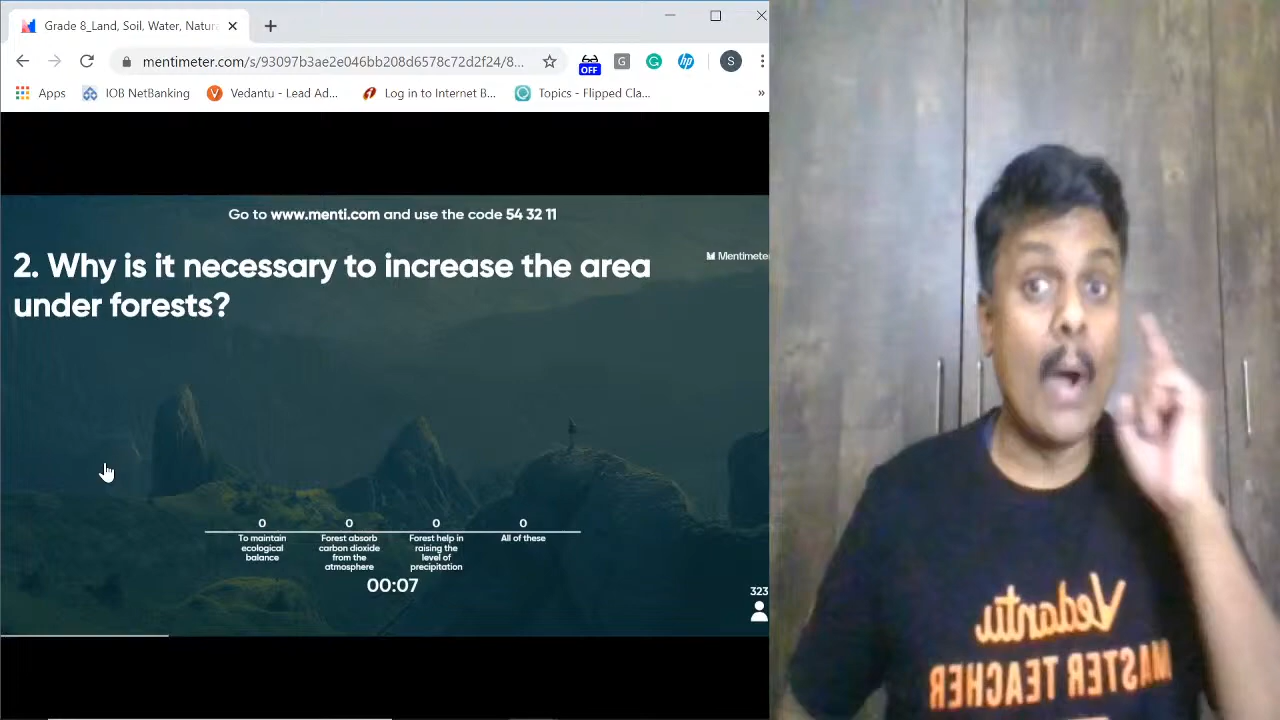 Grade 8_Land, Soil, Water, Natur
mentimeter.com/s/93097b3ae2e046bb208d6578c72d2f24/8...
OFF
G
hp
S
Apps
IOB NetBanking
Vedantu - Lead Ad...
Log in to Internet B...
Topics - Flipped Cla...
»
Go to www.menti.com and use the code 54 32 11
Mentimeter
2. Why is it necessary to increase the area
under forests?
0
To maintain
ecological
balance
0
Forest absorb
carbon dioxide
from the
atmosphere
0
Forest help in
raising the
level of
precipitation
0
All of these
00:07
323
Vedantu
MASTER TEACHER